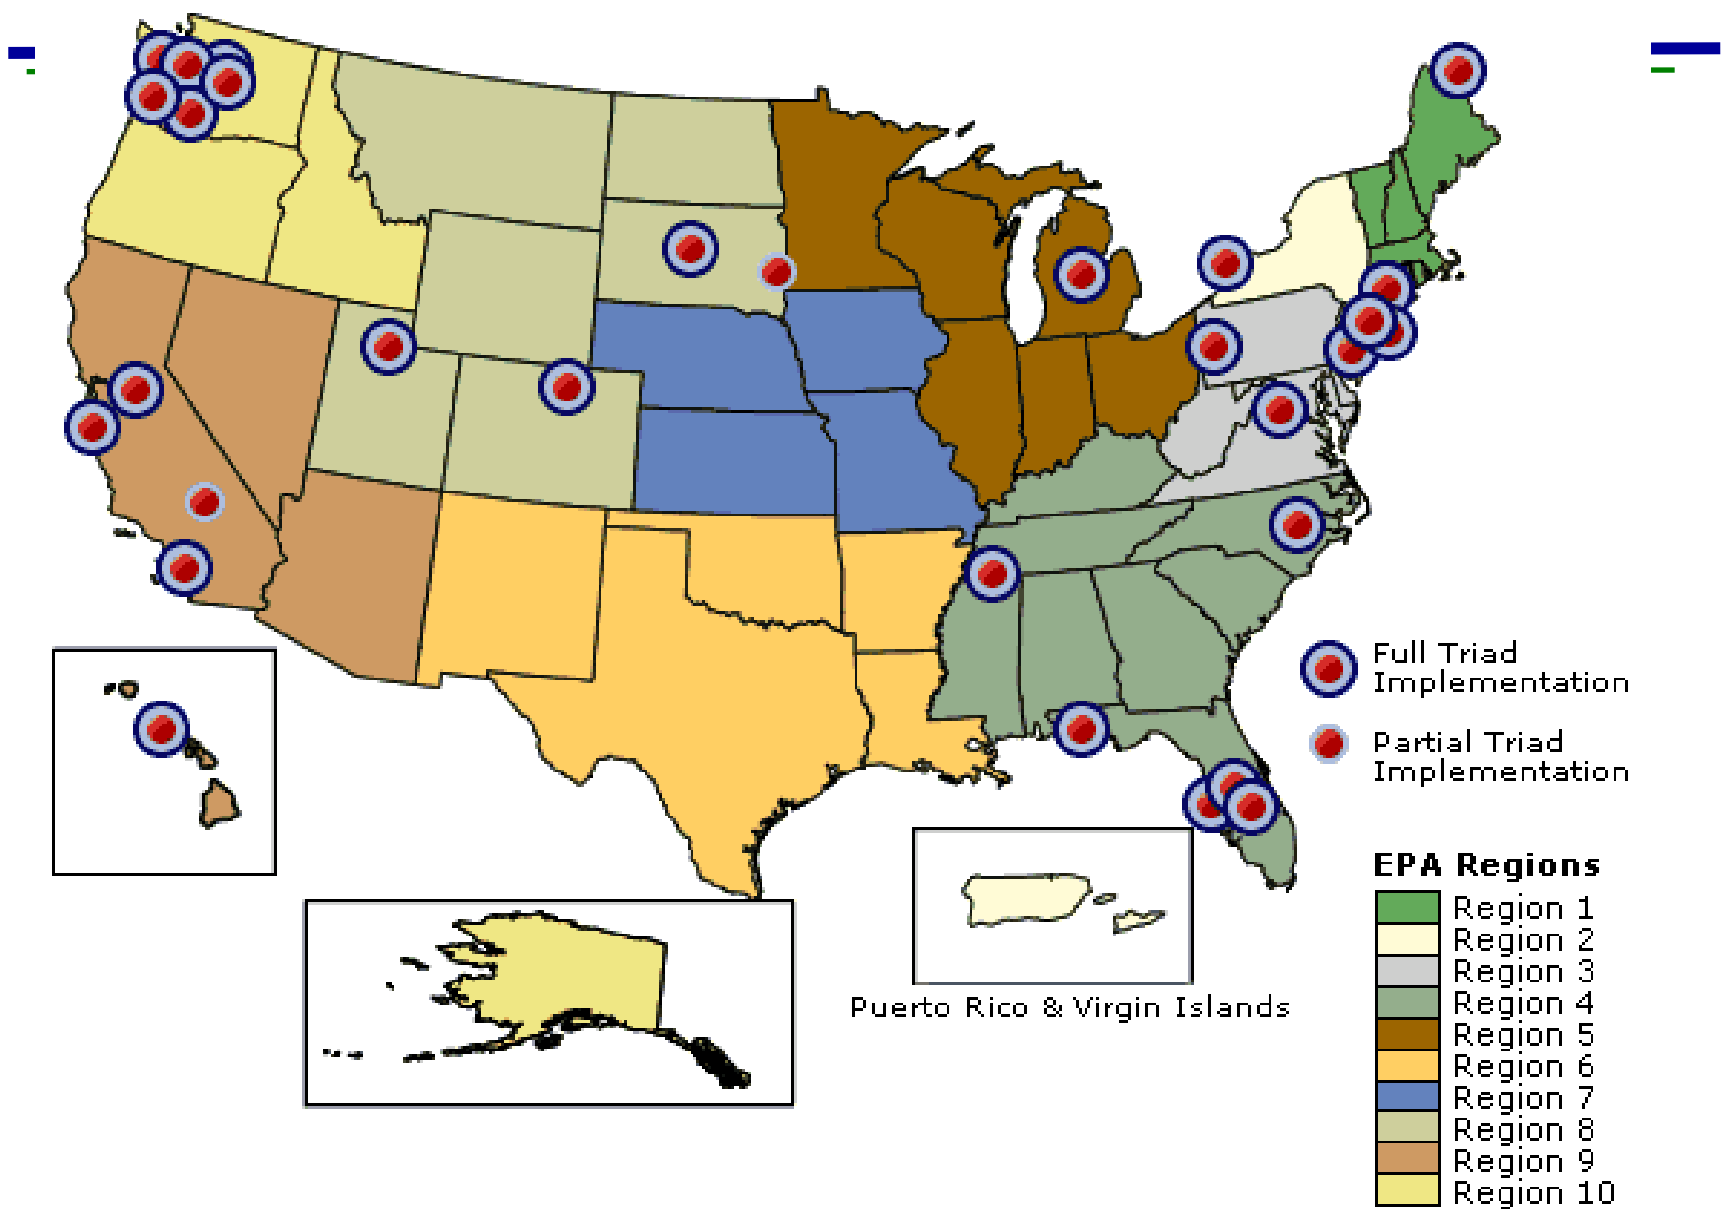 Full Triad
Implementation
Partial Triad
Implementation
EPA Regions
Region 1
Region 2
Region 3
Region 4
Region 5
Region 6
Region 7
Region 8
Region 9
Region 10
Puerto Rico & Virgin Islands